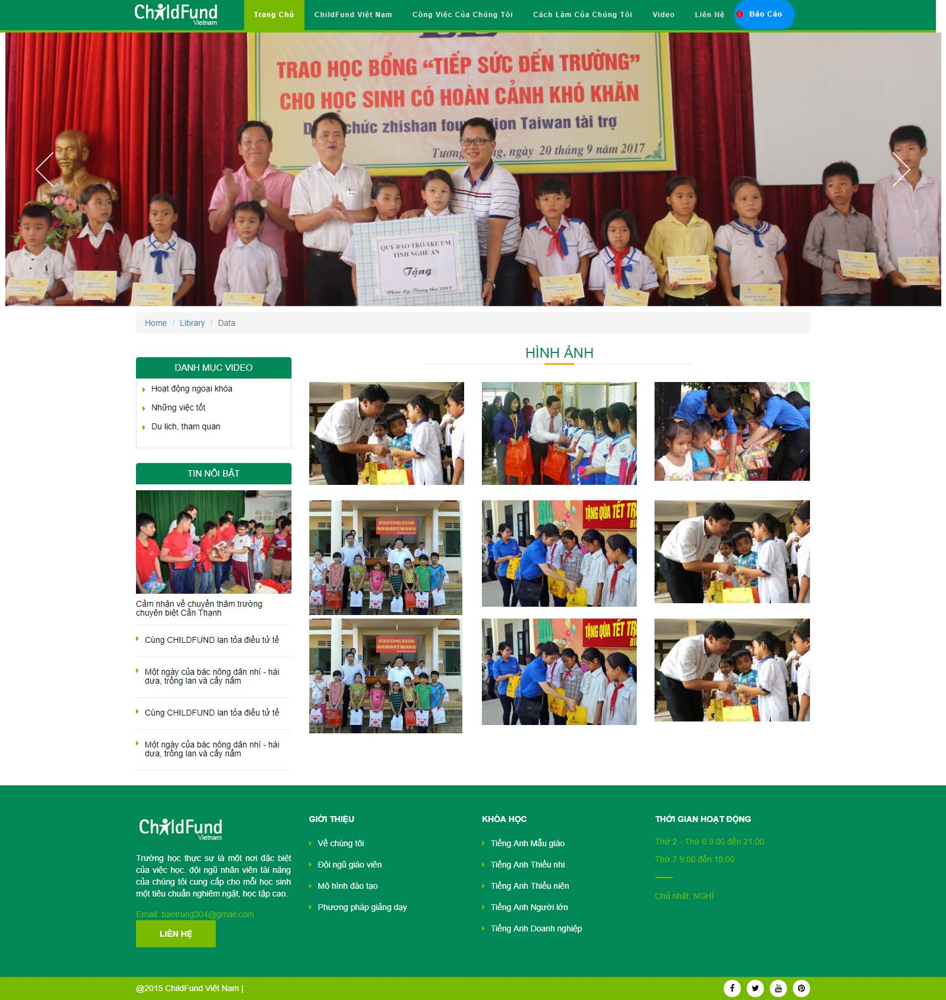 ChildFund
Vietnam
Trang Chủ
ChildFund Việt Nam
Công Việc Của Chúng Tôi
Cách Làm Của Chúng Tôi
Video
Liên Hệ
Báo Cáo
TRAO HỌC BỔNG “TIẾP SỨC ĐẾN TRƯỜNG”
CHO HỌC SINH CÓ HOÀN CẢNH KHÓ KHĂN
chức zhishan Taiwan tài trợ
ngày 20 tháng 9 năm 2017
QUỸ BẢO TRỢ TRẺ EM
TỈNH NGHỆ AN
Tặng
Nhân dịp Trung thu 2017
Home / Library / Data
HÌNH ẢNH
DANH MỤC VIDEO
Hoạt động ngoại khóa
Những việc tốt
Du lịch, tham quan
TIN NỔI BẬT
Cảm nhận về chuyến thăm trường
chuyên biệt Cần Thạnh
Cùng CHILDFUND lan tỏa điều tử tế
Một ngày của bác nông dân nhí - hái
dưa, trồng lan và cấy nấm
Cùng CHILDFUND lan tỏa điều tử tế
Một ngày của bác nông dân nhí - hái
dưa, trồng lan và cấy nấm
TẶNG QÙA TẾT TR
TẶNG QÙA TẾT TR
ChildFund
Vietnam
Trường học thực sự là một nơi đặc biệt
của việc học. đội ngũ nhân viên tài năng
của chúng tôi cung cấp cho mỗi học sinh
một tiêu chuẩn nghiêm ngặt, học tập cao.
Email: baotrung304@gmail.com
LIÊN HỆ
GIỚI THIỆU
Về chúng tôi
Đội ngũ giáo viên
Mô hình đào tạo
Phương pháp giảng dạy
KHÓA HỌC
Tiếng Anh Mẫu giáo
Tiếng Anh Thiếu nhi
Tiếng Anh Thiếu niên
Tiếng Anh Người lớn
Tiếng Anh Doanh nghiệp
THỜI GIAN HOẠT ĐỘNG
Thứ 2 - Thứ 6 9:00 đến 21:00
Thứ 7 9:00 đến 18:00
Chủ nhật: NGHỈ
@2015 ChildFund Việt Nam |